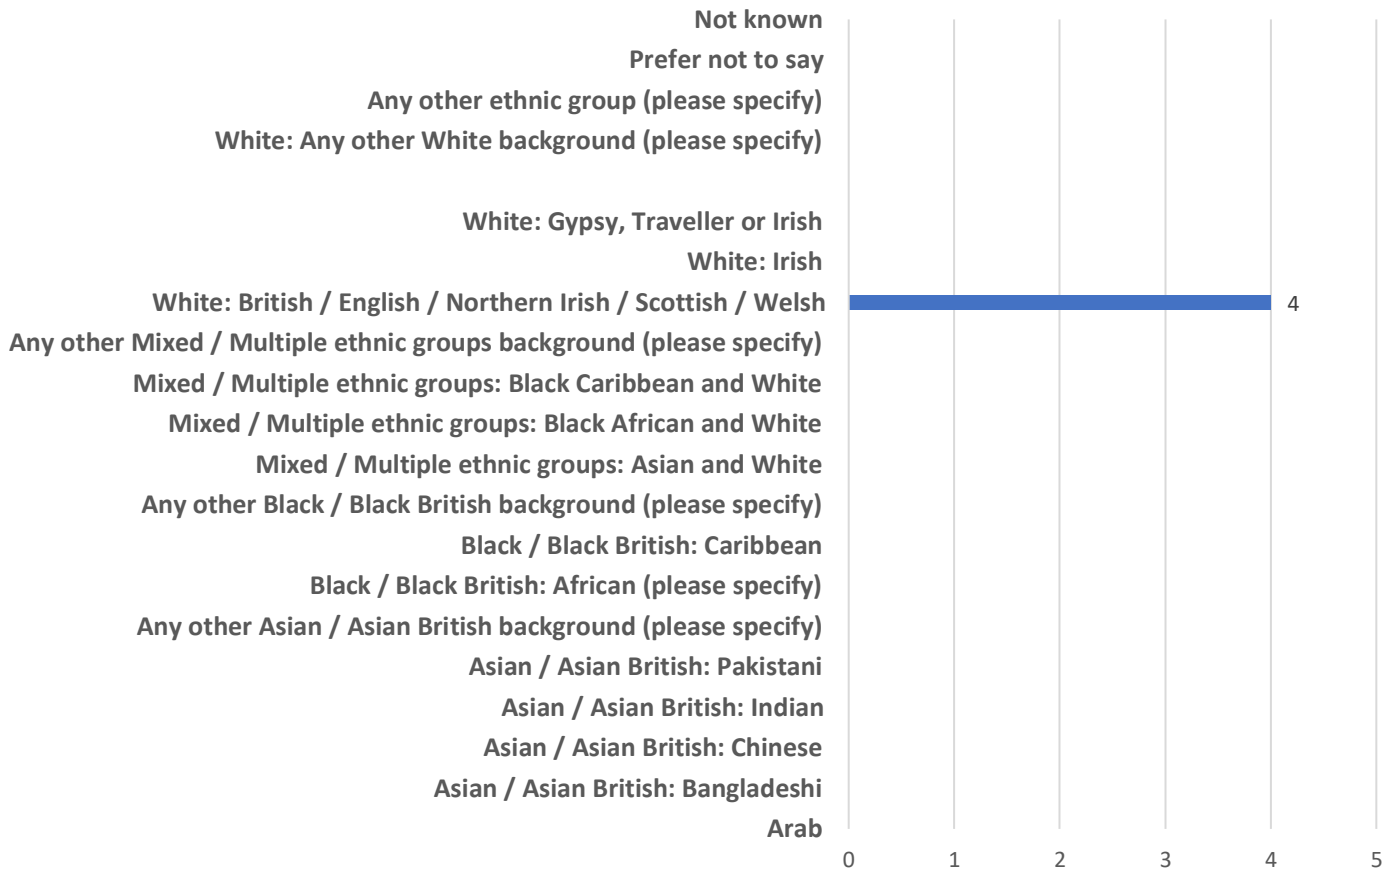 Not known
Prefer not to say
Any other ethnic group (please specify)
White: Any other White background (please specify)
White: Gypsy, Traveller or Irish
White: Irish
White: British / English / Northern Irish / Scottish / Welsh
4
Any other Mixed / Multiple ethnic groups background (please specify)
Mixed / Multiple ethnic groups: Black Caribbean and White
Mixed / Multiple ethnic groups: Black African and White
Mixed / Multiple ethnic groups: Asian and White
Any other Black / Black British background (please specify)
Black / Black British: Caribbean
Black / Black British: African (please specify)
Any other Asian / Asian British background (please specify)
Asian / Asian British: Pakistani
Asian / Asian British: Indian
Asian / Asian British: Chinese
Asian / Asian British: Bangladeshi
Arab
0 1 2 3 4 5